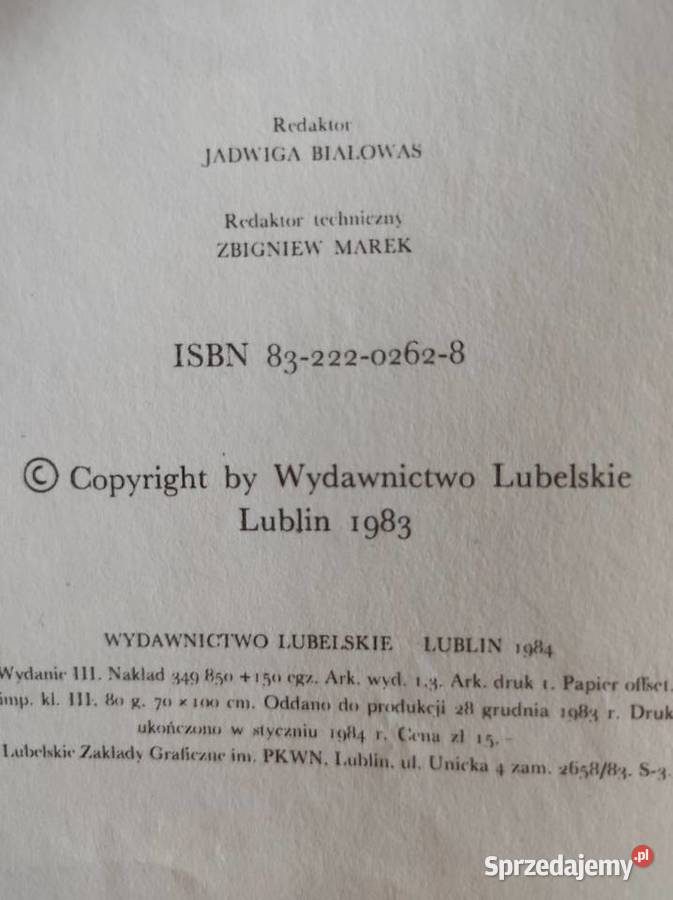 Redaktor
JADWIGA BIAŁOWĄS
Redaktor techniczny
ZBIGNIEW MAREK
ISBN 83-222-0262-8
© Copyright by Wydawnictwo Lubelskie
Lublin 1983
WYDAWNICTWO LUBELSKIE LUBLIN 1984
Wydanie III. Nakład 349 850 + 150 egz. Ark. wyd. 1,3. Ark. druk 1. Papier offset.
imp. kl. III. 80 g. 70 × 100 cm. Oddano do produkcji 28 grudnia 1983 r. Druk
ukończono w styczniu 1984 r. Cena zł 15,–
Lubelskie Zakłady Graficzne im. PKWN, Lublin, ul. Unicka 4 zam. 2658/83. S-3.
Sprzedajemy.pl